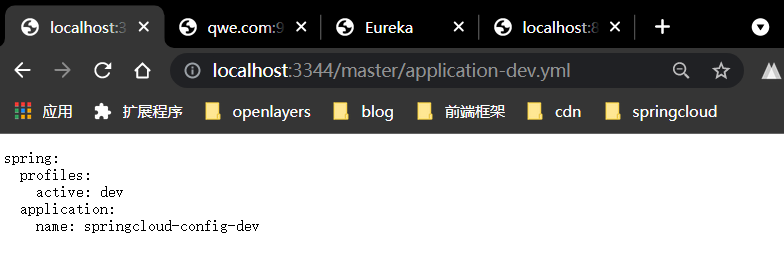 localhost:3
qwe.com:9
Eureka
localhost:8
localhost:3344/master/application-dev.yml
应用 扩展程序 openlayers blog 前端框架 cdn springcloud
spring:
  profiles:
    active: dev
  application:
    name: springcloud-config-dev